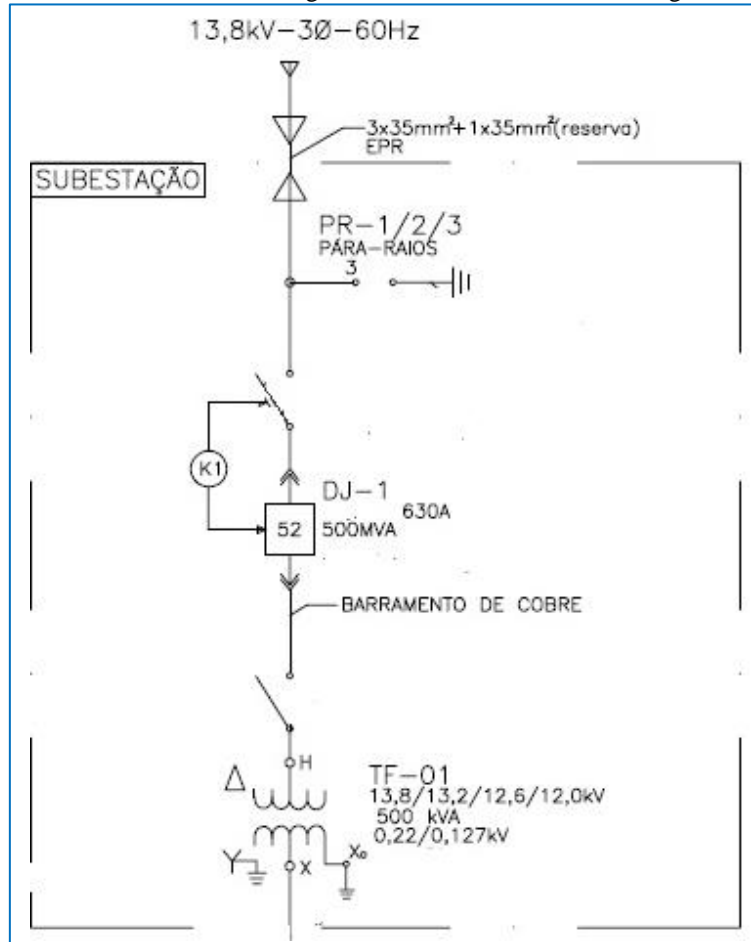 13,8kV-3Ø-60Hz
3x35mm²+1x35mm²(reserva)
EPR
SUBESTAÇÃO
PR-1/2/3
PÁRA-RAIOS
3
K1
DJ-1
630A
52
500MVA
BARRAMENTO DE COBRE
H
TF-01
13,8/13,2/12,6/12,0kV
500 kVA
0,22/0,127kV
X₀
X